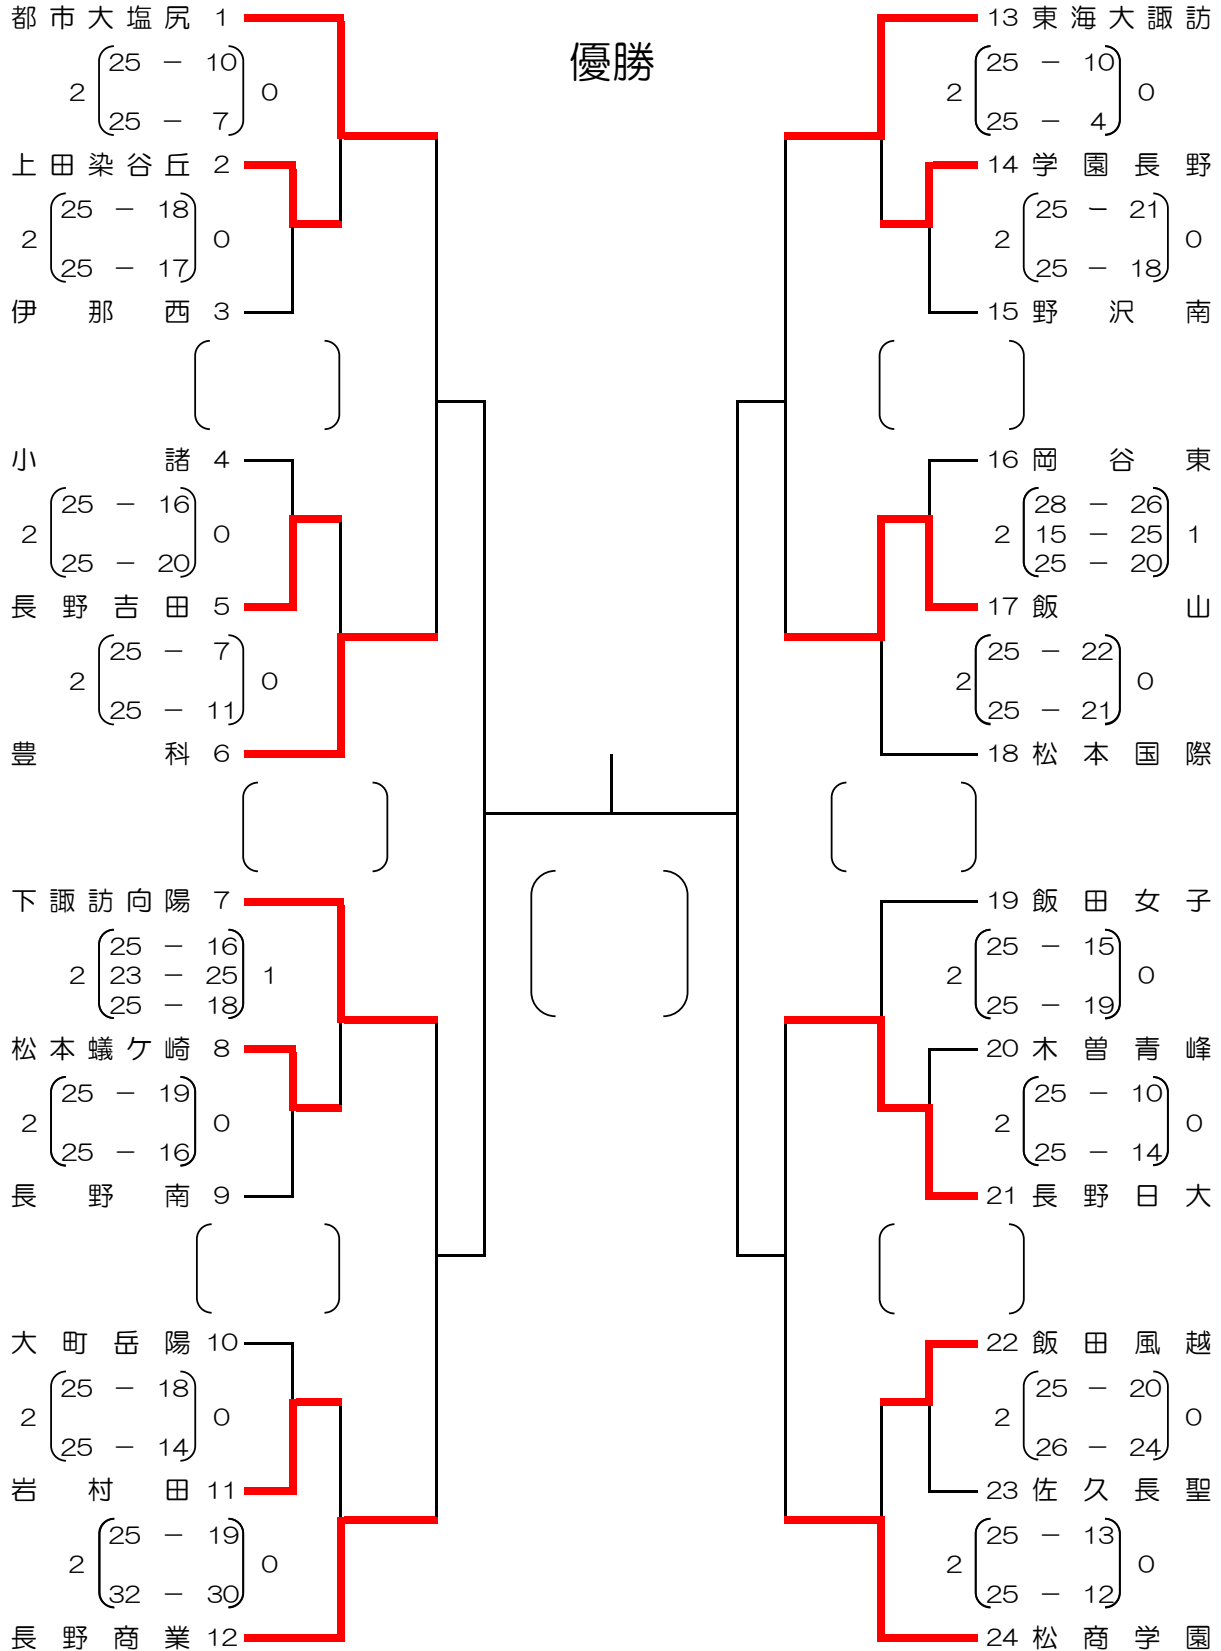 優勝
都市大塩尻 1
25 － 10
2 0
25 － 7
上田染谷丘 2
25 － 18
2 0
25 － 17
伊那西 3
小諸 4
25 － 16
2 0
25 － 20
長野吉田 5
25 － 7
2 0
25 － 11
豊科 6
下諏訪向陽 7
25 － 16
2 23 － 25 1
25 － 18
松本蟻ケ崎 8
25 － 19
2 0
25 － 16
長野南 9
大町岳陽 10
25 － 18
2 0
25 － 14
岩村田 11
25 － 19
2 0
32 － 30
長野商業 12
13 東海大諏訪
25 － 10
2 0
25 － 4
14 学園長野
25 － 21
2 0
25 － 18
15 野沢南
16 岡谷東
28 － 26
2 15 － 25 1
25 － 20
17 飯山
25 － 22
2 0
25 － 21
18 松本国際
19 飯田女子
25 － 15
2 0
25 － 19
20 木曽青峰
25 － 10
2 0
25 － 14
21 長野日大
22 飯田風越
25 － 20
2 0
26 － 24
23 佐久長聖
25 － 13
2 0
25 － 12
24 松商学園